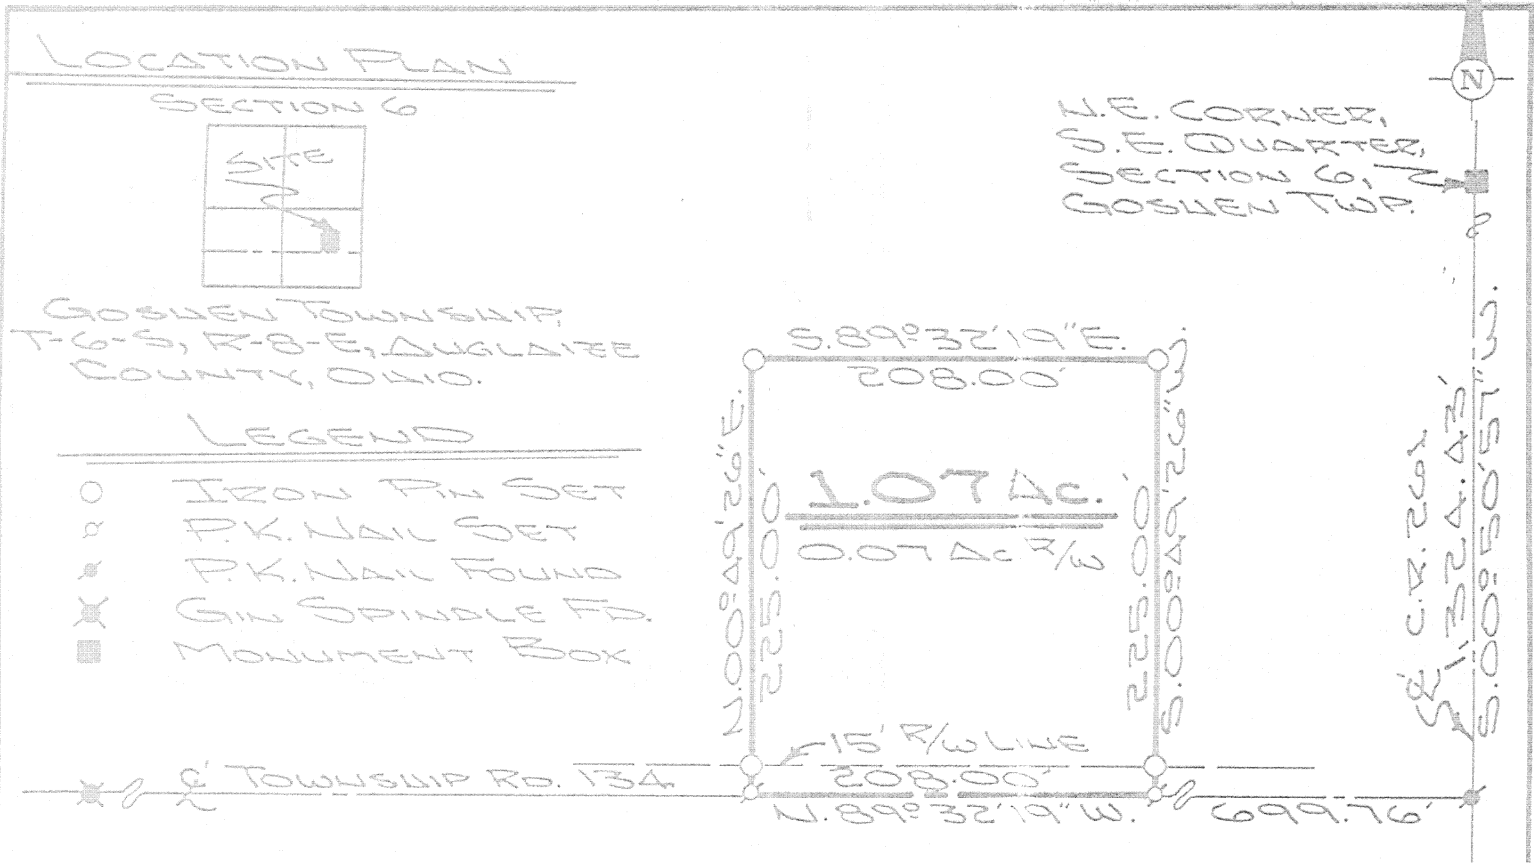 LOCATION PLAN
SECTION 6
SITE
GOSHEN TOWNSHIP,
T-6-S, R-8-E, AUGLAIZE
COUNTY, OHIO.
LEGEND
IRON PIN SET
P.K. NAIL SET
P.K. NAIL FOUND
GIN SPINDLE FD.
MONUMENT BOX
N
N.E. CORNER,
S.E. QUARTER,
SECTION 6,
GOSHEN TWP.
S.89°32'19"E.
208.00'
N.00°49'26"E.
225.00'
1.07 AC.
0.07 AC R/W
225.00'
S.00°49'26"W.
15' R/W LINE
208.00'
N.89°32'19"W.
℄ TOWNSHIP RD. 134
699.76'
℄ C.R.
S.00°50'57"W.